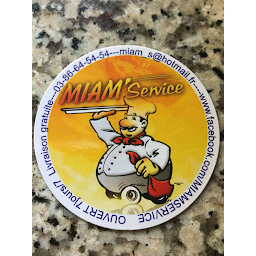 Livraison gratuite---03-86-64-54-54---miam_s@hotmail.fr---www.facebook.com/MIAMSERVICE
OUVERT 7jours/7
MIAM'Service